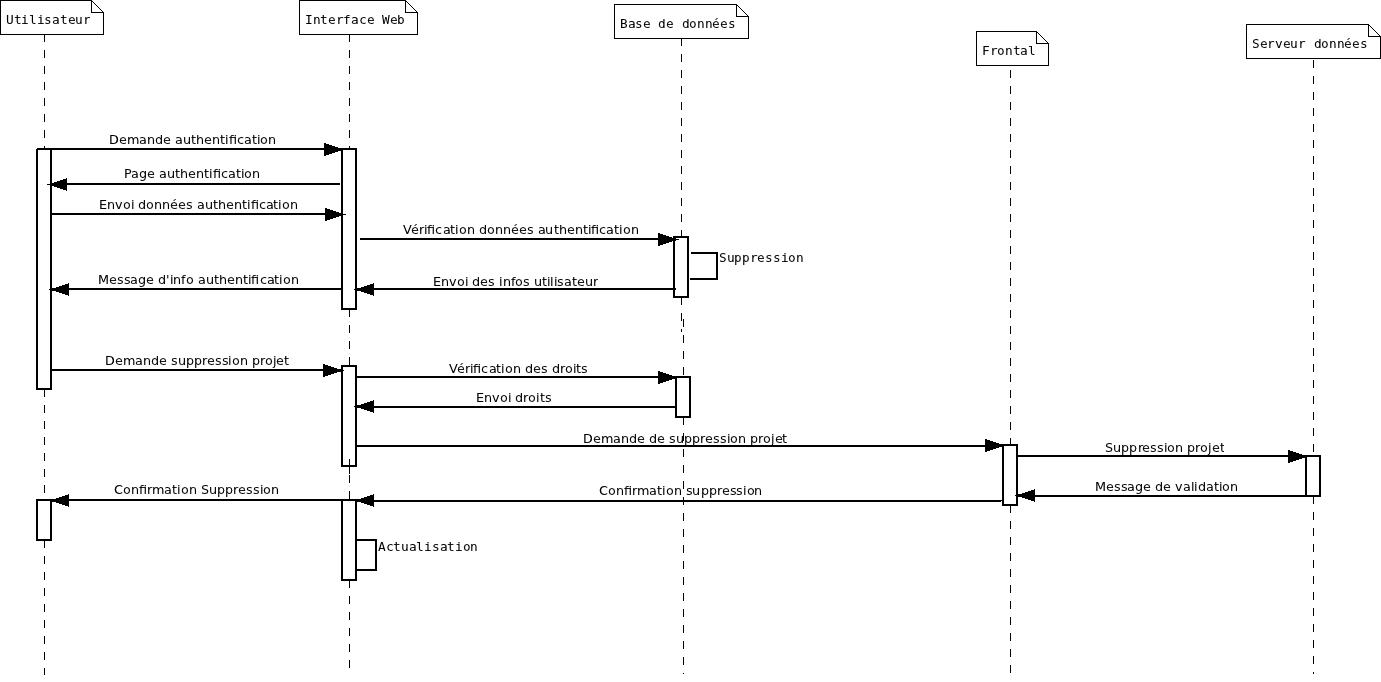 Utilisateur
Interface Web
Base de données
Frontal
Serveur données
Demande authentification
Page authentification
Envoi données authentification
Vérification données authentification
Suppression
Message d'info authentification
Envoi des infos utilisateur
Demande suppression projet
Vérification des droits
Envoi droits
Demande de suppression projet
Suppression projet
Message de validation
Confirmation Suppression
Confirmation suppression
Actualisation